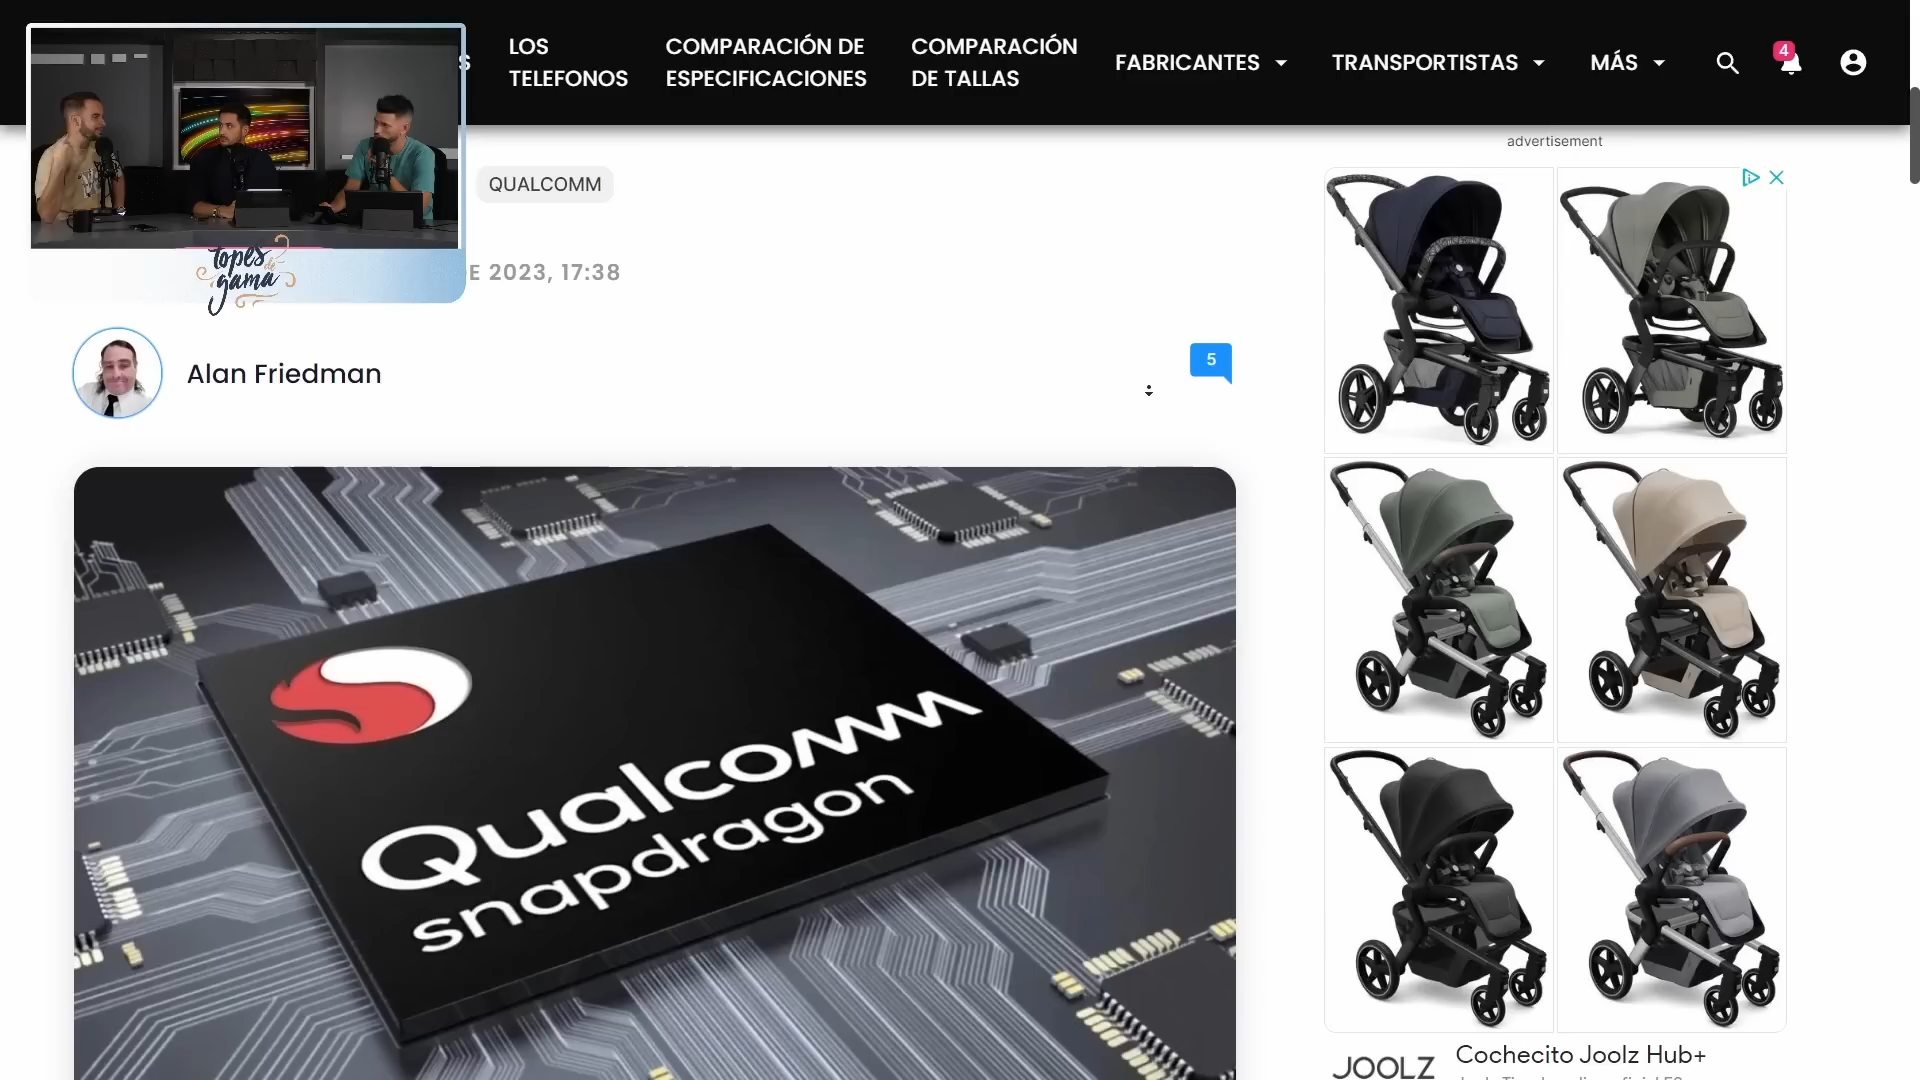 S
LOS
TELEFONOS
COMPARACIÓN DE
ESPECIFICACIONES
COMPARACIÓN
DE TALLAS
FABRICANTES
TRANSPORTISTAS
MÁS
4
topes
de
gama
advertisement
QUALCOMM
E 2023, 17:38
Alan Friedman
5
Qualcomm
snapdragon
JOOLZ
Cochecito Joolz Hub+